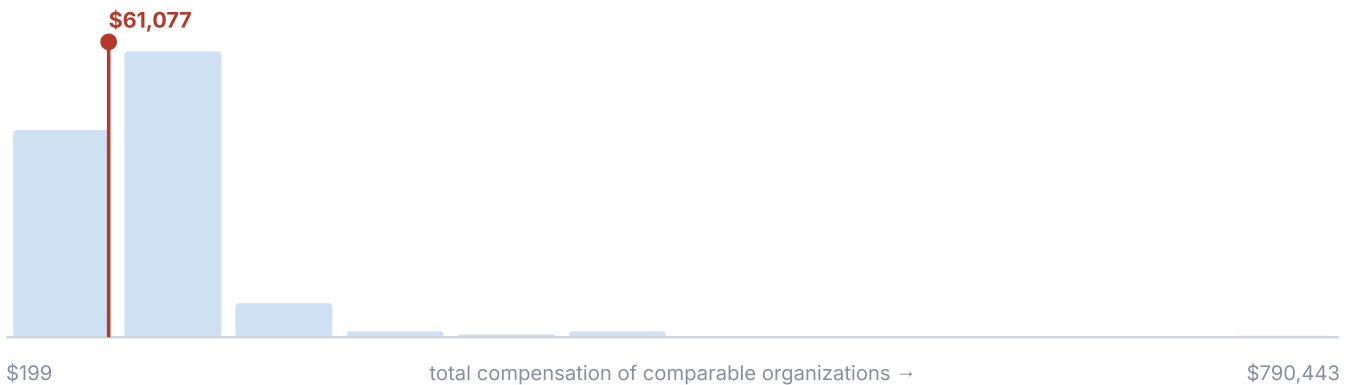 $61,077
$199 total compensation of comparable organizations → $790,443